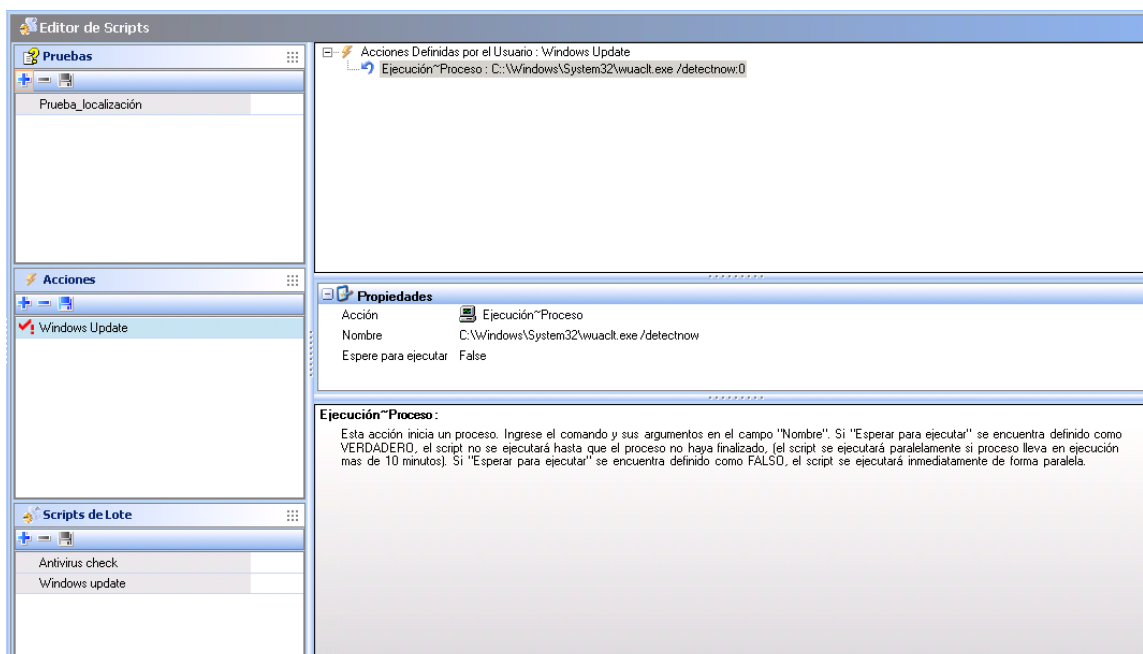 Editor de Scripts
Pruebas
Prueba_localización
Acciones
Windows Update
Scripts de Lote
Antivirus check
Windows update
Acciones Definidas por el Usuario : Windows Update
Ejecución~Proceso : C::\Windows\System32\wuaclt.exe /detectnow:0
Propiedades
Acción Ejecución~Proceso
Nombre C:\Windows\System32\wuaclt.exe /detectnow
Espere para ejecutar False
Ejecución~Proceso :
Esta acción inicia un proceso. Ingrese el comando y sus argumentos en el campo "Nombre". Si "Esperar para ejecutar" se encuentra definido como
VERDADERO, el script no se ejecutará hasta que el proceso no haya finalizado, (el script se ejecutará paralelamente si proceso lleva en ejecución
mas de 10 minutos). Si "Esperar para ejecutar" se encuentra definido como FALSO, el script se ejecutará inmediatamente de forma paralela.